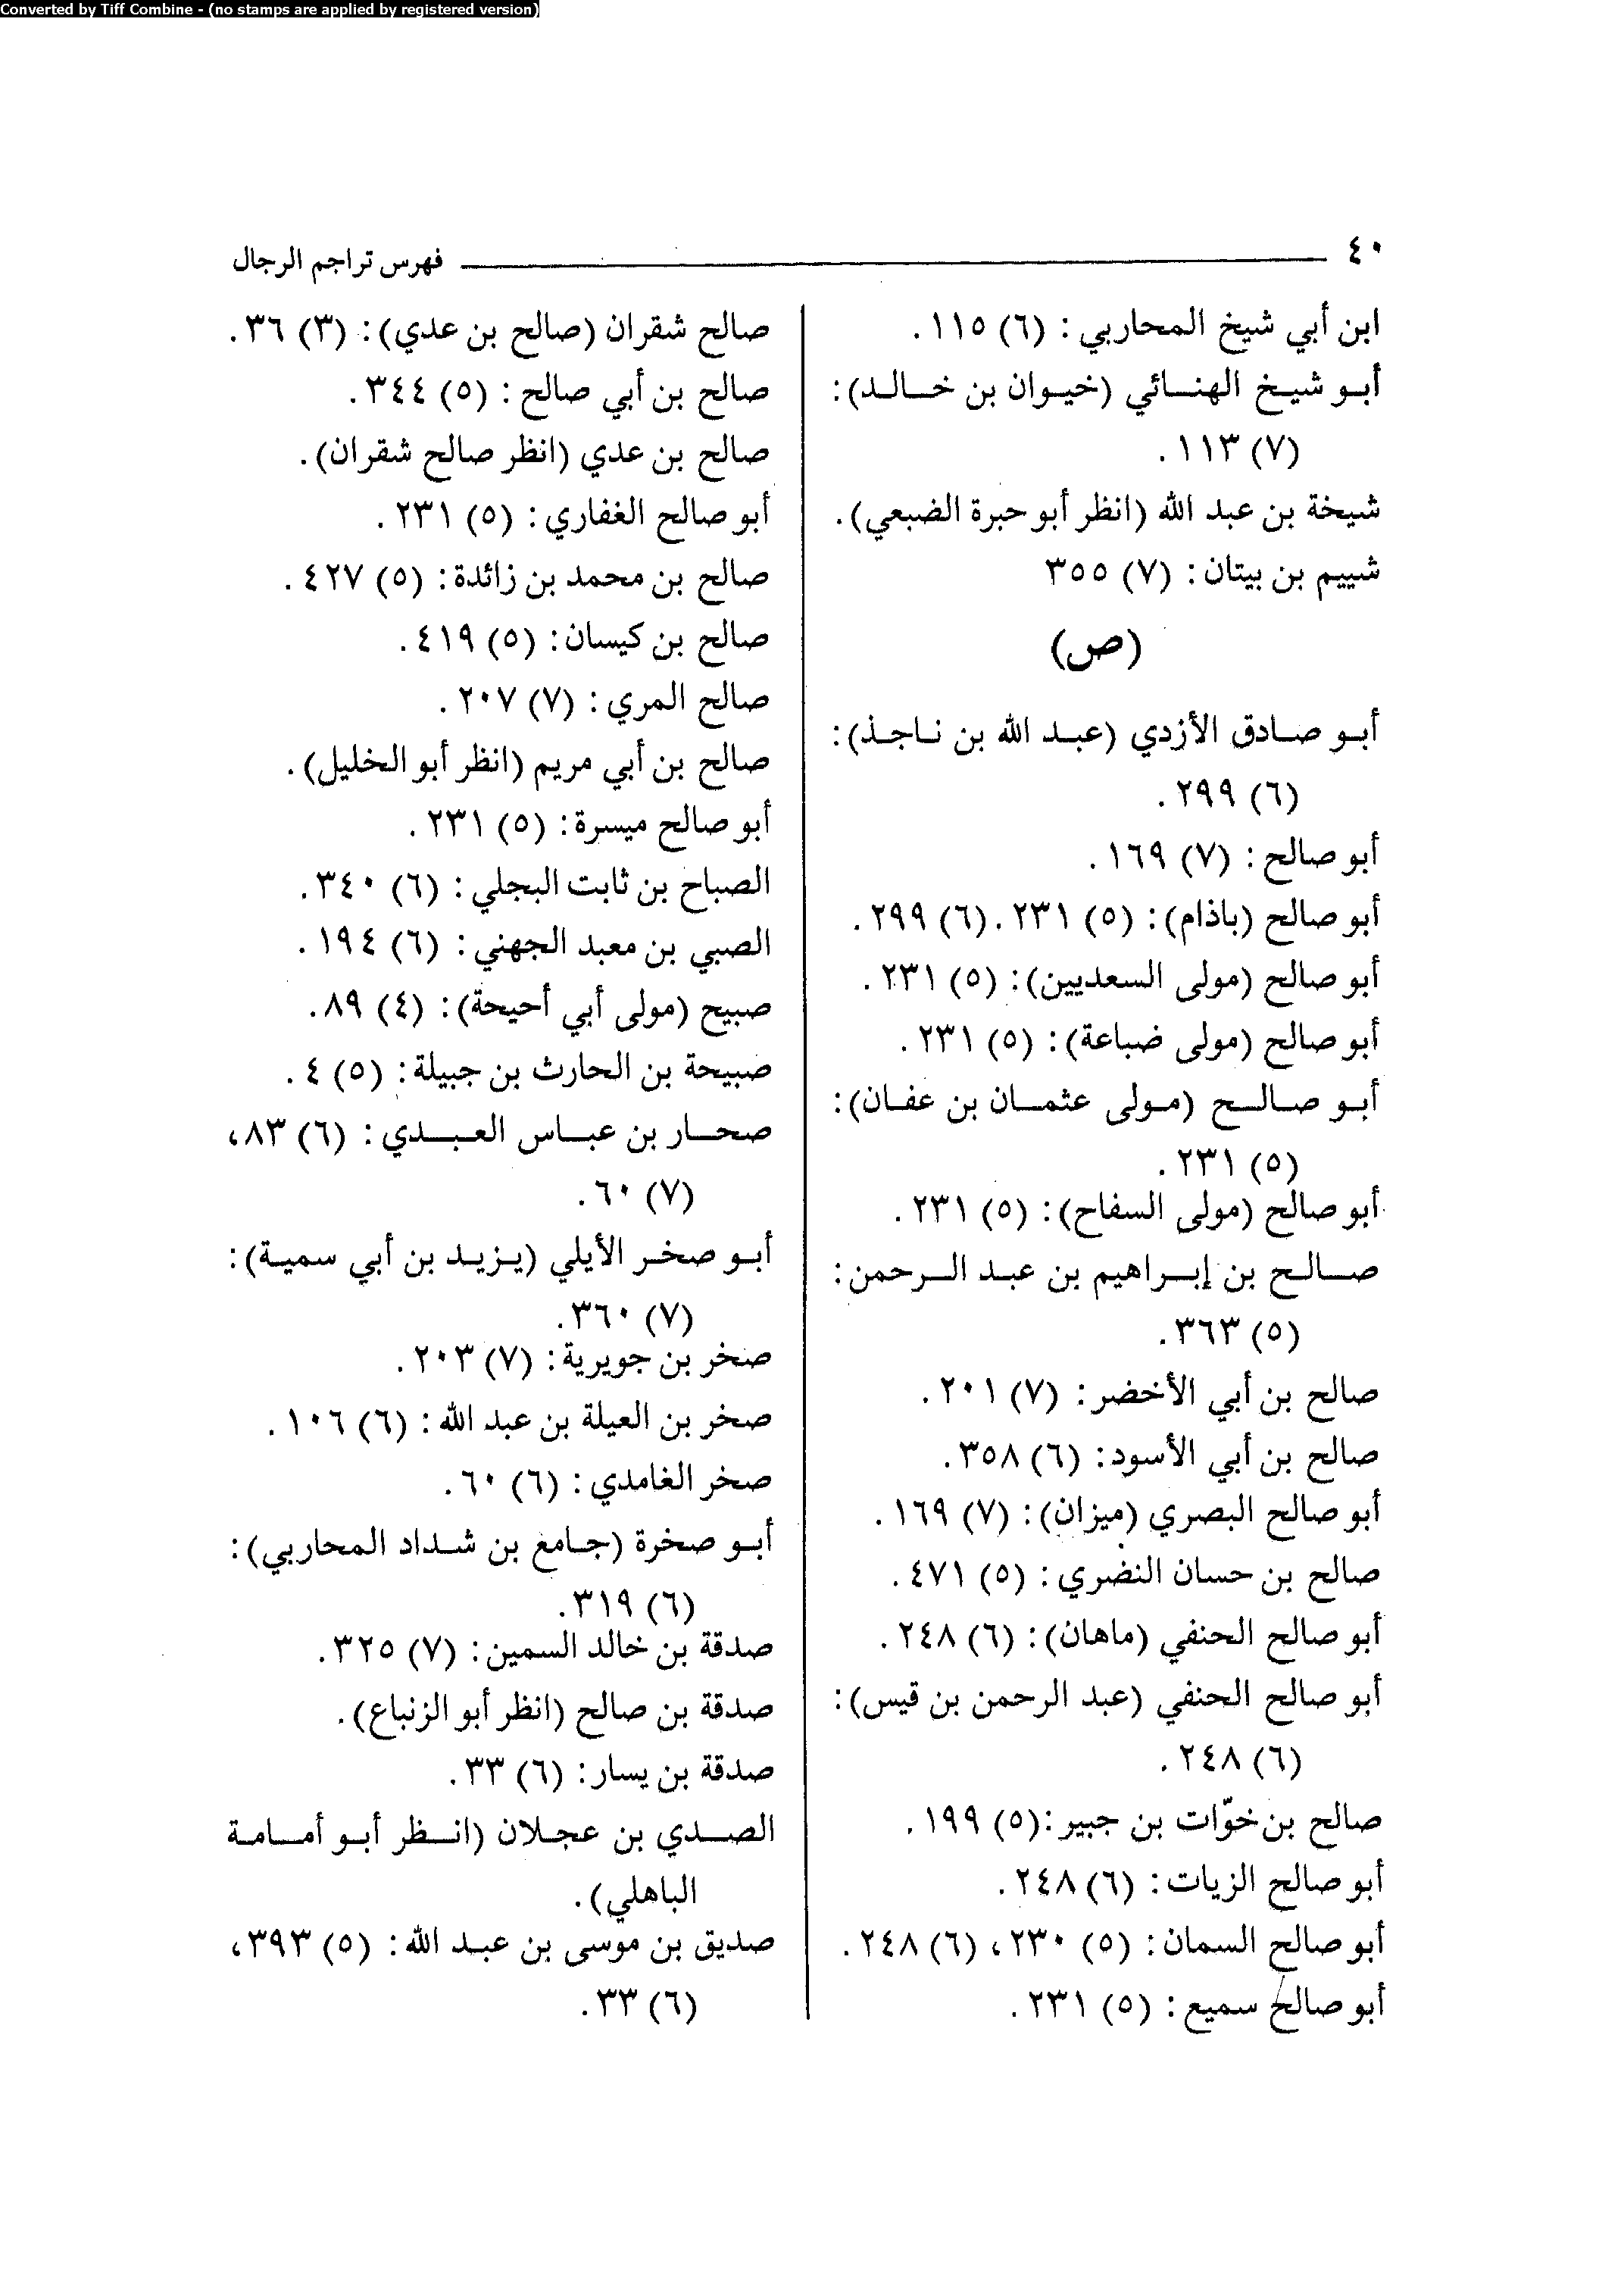 Converted by Tiff Combine - (no stamps are applied by registered version)
٤٠ فهرس تراجم الرجال
ابن أبي شيخ المحاربي: (٦) ١١٥.
أبو شيخ الهنائي (خيوان بن خالد):
(٧) ١١٣.
شيخة بن عبد الله (انظر أبو حبرة الضبعي).
شييم بن بيتان: (٧) ٣٥٥
(ص)
أبو صادق الأزدي (عبد الله بن ناجذ):
(٦) ٢٩٩.
أبو صالح: (٧) ١٦٩.
أبو صالح (باذام): (٥) ٢٣١. (٦) ٢٩٩.
أبو صالح (مولى السعديين): (٥) ٢٣١.
أبو صالح (مولى ضباعة): (٥) ٢٣١.
أبو صالح (مولى عثمان بن عفان):
(٥) ٢٣١.
أبو صالح (مولى السفاح): (٥) ٢٣١.
صالح بن إبراهيم بن عبد الرحمن:
(٥) ٣٦٣.
صالح بن أبي الأخضر: (٧) ٢٠١.
صالح بن أبي الأسود: (٦) ٣٥٨.
أبو صالح البصري (ميزان): (٧) ١٦٩.
صالح بن حسان النضري: (٥) ٤٧١.
أبو صالح الحنفي (ماهان): (٦) ٢٤٨.
أبو صالح الحنفي (عبد الرحمن بن قيس):
(٦) ٢٤٨.
صالح بن خوّات بن جبير: (٥) ١٩٩.
أبو صالح الزيات: (٦) ٢٤٨.
أبو صالح السمان: (٥) ٢٣٠، (٦) ٢٤٨.
أبو صالح سميع: (٥) ٢٣١.
صالح شقران (صالح بن عدي): (٣) ٣٦.
صالح بن أبي صالح: (٥) ٣٤٤.
صالح بن عدي (انظر صالح شقران).
أبو صالح الغفاري: (٥) ٢٣١.
صالح بن محمد بن زائدة: (٥) ٤٢٧.
صالح بن كيسان: (٥) ٤١٩.
صالح المري: (٧) ٢٠٧.
صالح بن أبي مريم (انظر أبو الخليل).
أبو صالح ميسرة: (٥) ٢٣١.
الصباح بن ثابت البجلي: (٦) ٣٤٠.
الصبي بن معبد الجهني: (٦) ١٩٤.
صبيح (مولى أبي أحيحة): (٤) ٨٩.
صبيحة بن الحارث بن جبيلة: (٥) ٤.
صحار بن عباس العبدي: (٦) ٨٣،
(٧) ٦٠.
أبو صخر الأيلي (يزيد بن أبي سمية):
(٧) ٣٦٠.
صخر بن جويرية: (٧) ٢٠٣.
صخر بن العيلة بن عبد الله: (٦) ١٠٦.
صخر الغامدي: (٦) ٦٠.
أبو صخرة (جامع بن شداد المحاربي):
(٦) ٣١٩.
صدقة بن خالد السمين: (٧) ٣٢٥.
صدقة بن صالح (انظر أبو الزنباع).
صدقة بن يسار: (٦) ٣٣.
الصدي بن عجلان (انظر أبو أمامة
الباهلي).
صديق بن موسى بن عبد الله: (٥) ٣٩٣،
(٦) ٣٣.